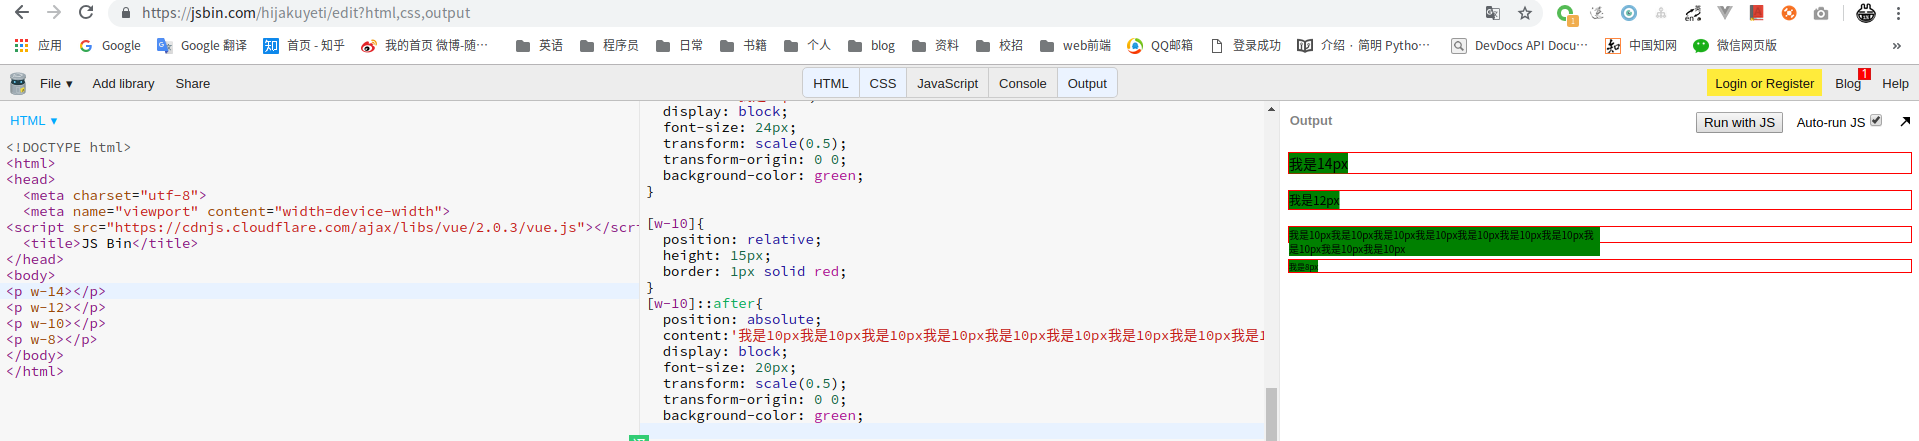 https://jsbin.com/hijakuyeti/edit?html,css,output
应用 Google Google 翻译 首页 - 知乎 我的首页 微博-随… 英语 程序员 日常 书籍 个人 blog 资料 校招 web前端 QQ邮箱 登录成功 介绍 · 简明 Pytho… DevDocs API Docu… 中国知网 微信网页版 »
File ▾ Add library Share HTML CSS JavaScript Console Output Login or Register Blog 1 Help
HTML ▾
<!DOCTYPE html>
<html>
<head>
<meta charset="utf-8">
<meta name="viewport" content="width=device-width">
<script src="https://cdnjs.cloudflare.com/ajax/libs/vue/2.0.3/vue.js"></scri
<title>JS Bin</title>
</head>
<body>
<p w-14></p>
<p w-12></p>
<p w-10></p>
<p w-8></p>
</body>
</html>
display: block;
font-size: 24px;
transform: scale(0.5);
transform-origin: 0 0;
background-color: green;
}
[w-10]{
position: relative;
height: 15px;
border: 1px solid red;
}
[w-10]::after{
position: absolute;
content:'我是10px我是10px我是10px我是10px我是10px我是10px我是10px我是10px我是1
display: block;
font-size: 20px;
transform: scale(0.5);
transform-origin: 0 0;
background-color: green;
Output Run with JS Auto-run JS
我是14px
我是12px
我是10px我是10px我是10px我是10px我是10px我是10px我是10px我
是10px我是10px我是10px
我是8px